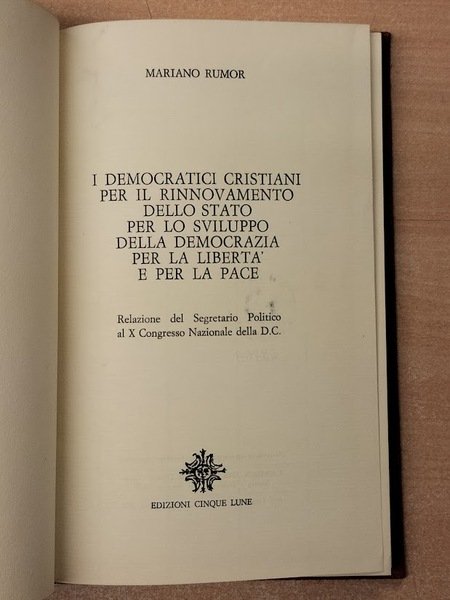 MARIANO RUMOR
I DEMOCRATICI CRISTIANI
PER IL RINNOVAMENTO
DELLO STATO
PER LO SVILUPPO
DELLA DEMOCRAZIA
PER LA LIBERTA'
E PER LA PACE
Relazione del Segretario Politico
al X Congresso Nazionale della D.C.
EDIZIONI CINQUE LUNE